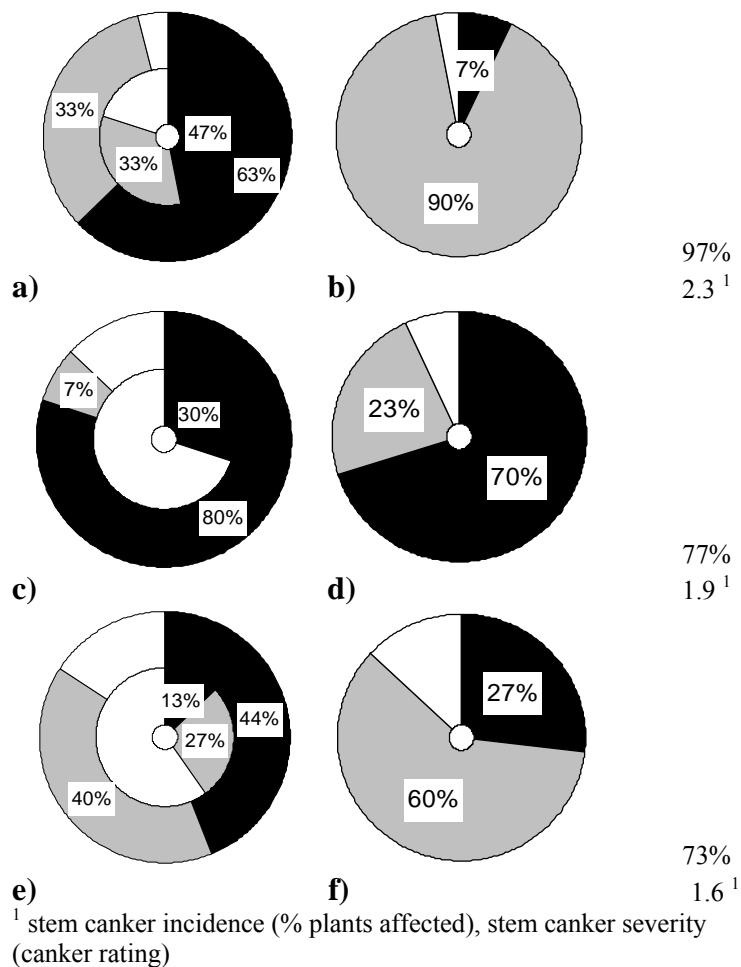 33%
47%
33%
63%
7%
90%
97%
a)
b)
2.3 ¹
7%
30%
80%
23%
70%
77%
c)
d)
1.9 ¹
13%
44%
27%
40%
27%
60%
73%
e)
f)
1.6 ¹
¹ stem canker incidence (% plants affected), stem canker severity
(canker rating)